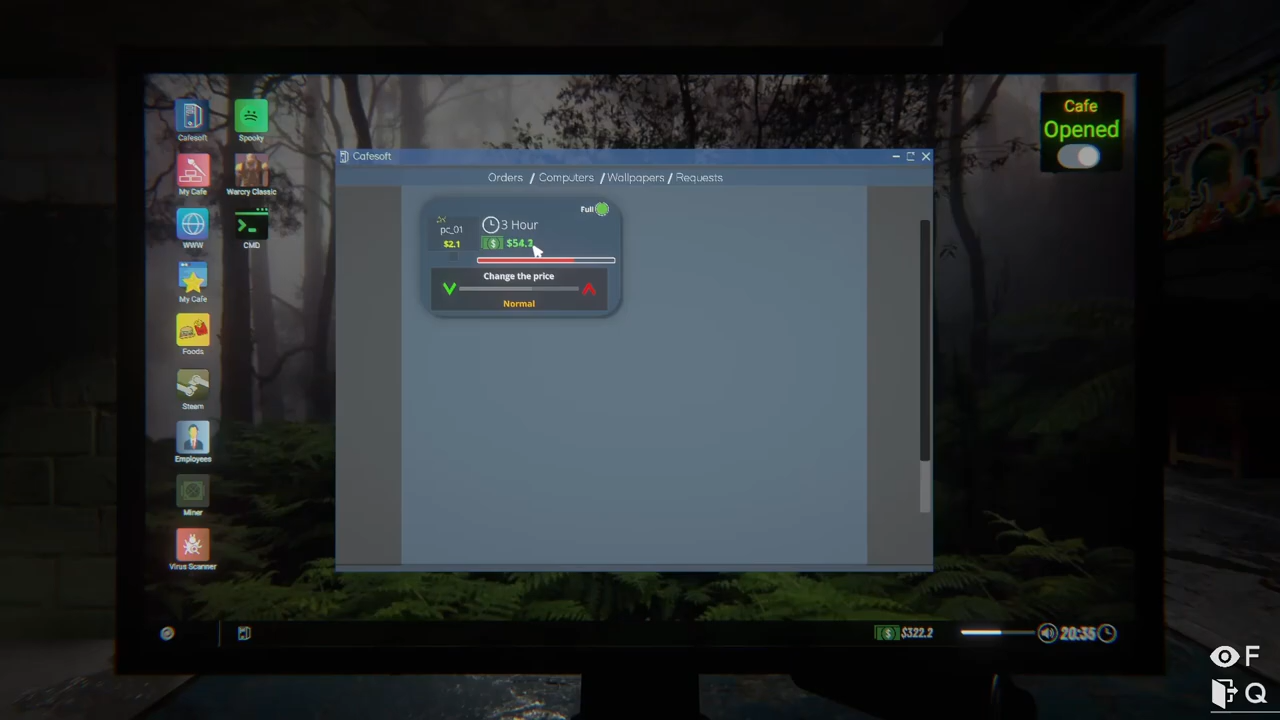 Cafesoft
Spooky
My Cafe
Warcry Classic
WWW
CMD
My Cafe
Foods
Steam
Employees
Miner
Virus Scanner
Cafesoft
Orders / Computers / Wallpapers / Requests
Full
pc_01
3 Hour
$2.1
Change the price
Normal
Cafe
Opened
$322.2
20:35
F
Q